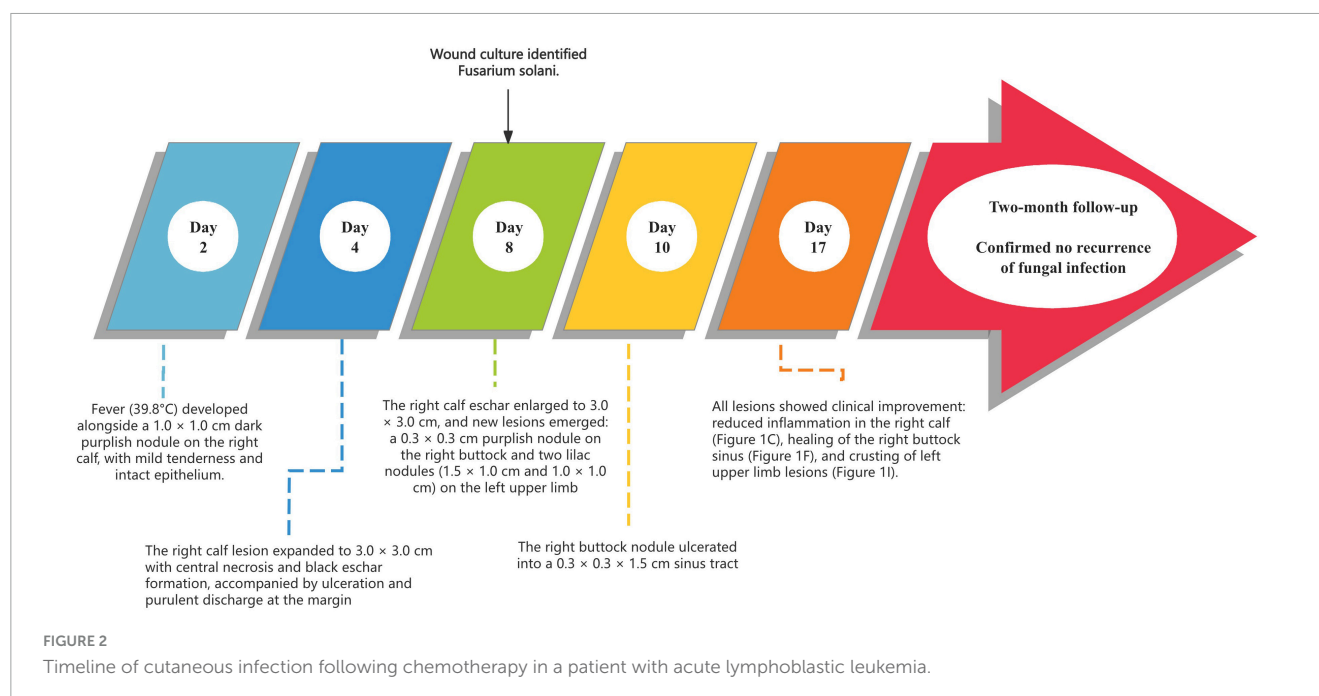 Wound culture identified
Fusarium solani.
Day
2
Day
4
Day
8
Day
10
Day
17
Two-month follow-up
Confirmed no recurrence
of fungal infection
Fever (39.8°C) developed
alongside a 1.0 × 1.0 cm dark
purplish nodule on the right
calf, with mild tenderness and
intact epithelium.
The right calf lesion expanded to 3.0 × 3.0 cm
with central necrosis and black eschar
formation, accompanied by ulceration and
purulent discharge at the margin
The right calf eschar enlarged to 3.0
× 3.0 cm, and new lesions emerged:
a 0.3 × 0.3 cm purplish nodule on
the right buttock and two lilac
nodules (1.5 × 1.0 cm and 1.0 × 1.0
cm) on the left upper limb
The right buttock nodule ulcerated
into a 0.3 × 0.3 × 1.5 cm sinus tract
All lesions showed clinical improvement:
reduced inflammation in the right calf
(Figure 1C), healing of the right buttock
sinus (Figure 1F), and crusting of left
upper limb lesions (Figure 1I).
FIGURE 2
Timeline of cutaneous infection following chemotherapy in a patient with acute lymphoblastic leukemia.